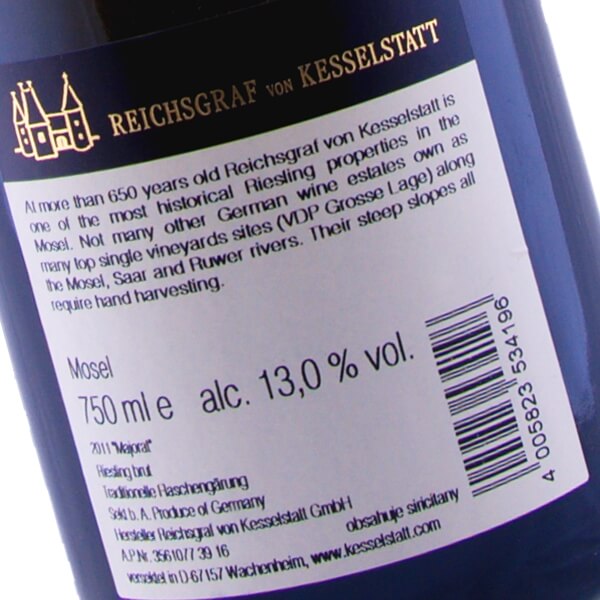 REICHSGRAF VON KESSELSTATT
At more than 650 years old Reichsgraf von Kesselstatt is
one of the most historical Riesling properties in the
Mosel. Not many other German wine estates own as
many top single vineyards sites (VDP Grosse Lage) along
the Mosel, Saar and Ruwer rivers. Their steep slopes all
require hand harvesting.
Mosel
750 ml e alc. 13,0 % vol.
2011 "Majorat"
Riesling brut
Traditionelle Flaschengärung
Sekt b. A. Produce of Germany
Hersteller Reichsgraf von Kesselstatt GmbH
obsahuje siricitany
A.P.Nr. 3561077 39 16
versektet in D-67157 Wachenheim, www.kesselstatt.com
4 005823 534196